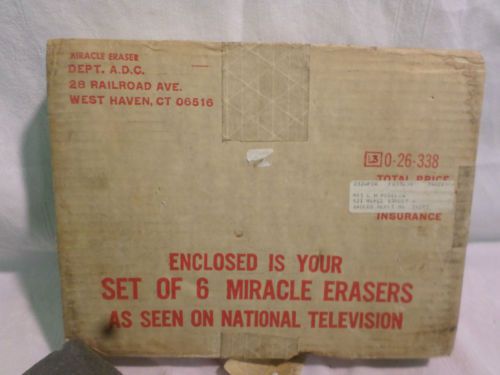 MIRACLE ERASER
DEPT. A.D.C.
28 RAILROAD AVE.
WEST HAVEN, CT 06516
L3 0-26-338
TOTAL PRICE
INSURANCE
ENCLOSED IS YOUR
SET OF 6 MIRACLE ERASERS
AS SEEN ON NATIONAL TELEVISION